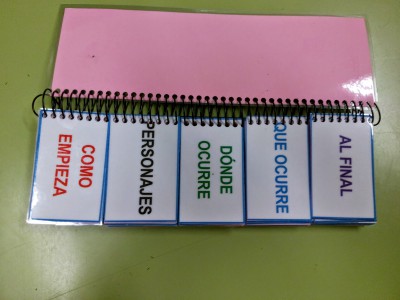 COMO
EMPIEZA
PERSONAJES
DÓNDE
OCURRE
QUE OCURRE
AL FINAL